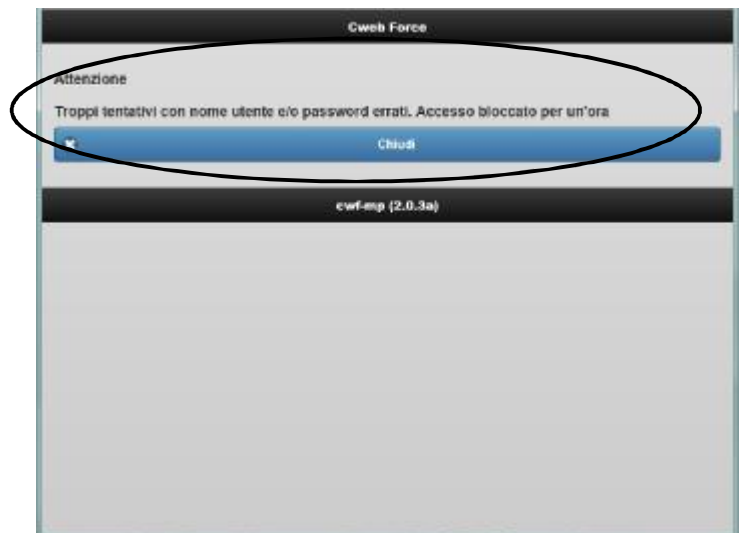 Cweb Force
Attenzione
Troppi tentativi con nome utente e/o password errati. Accesso bloccato per un'ora
Chiudi
cwf-mp (2.0.3a)